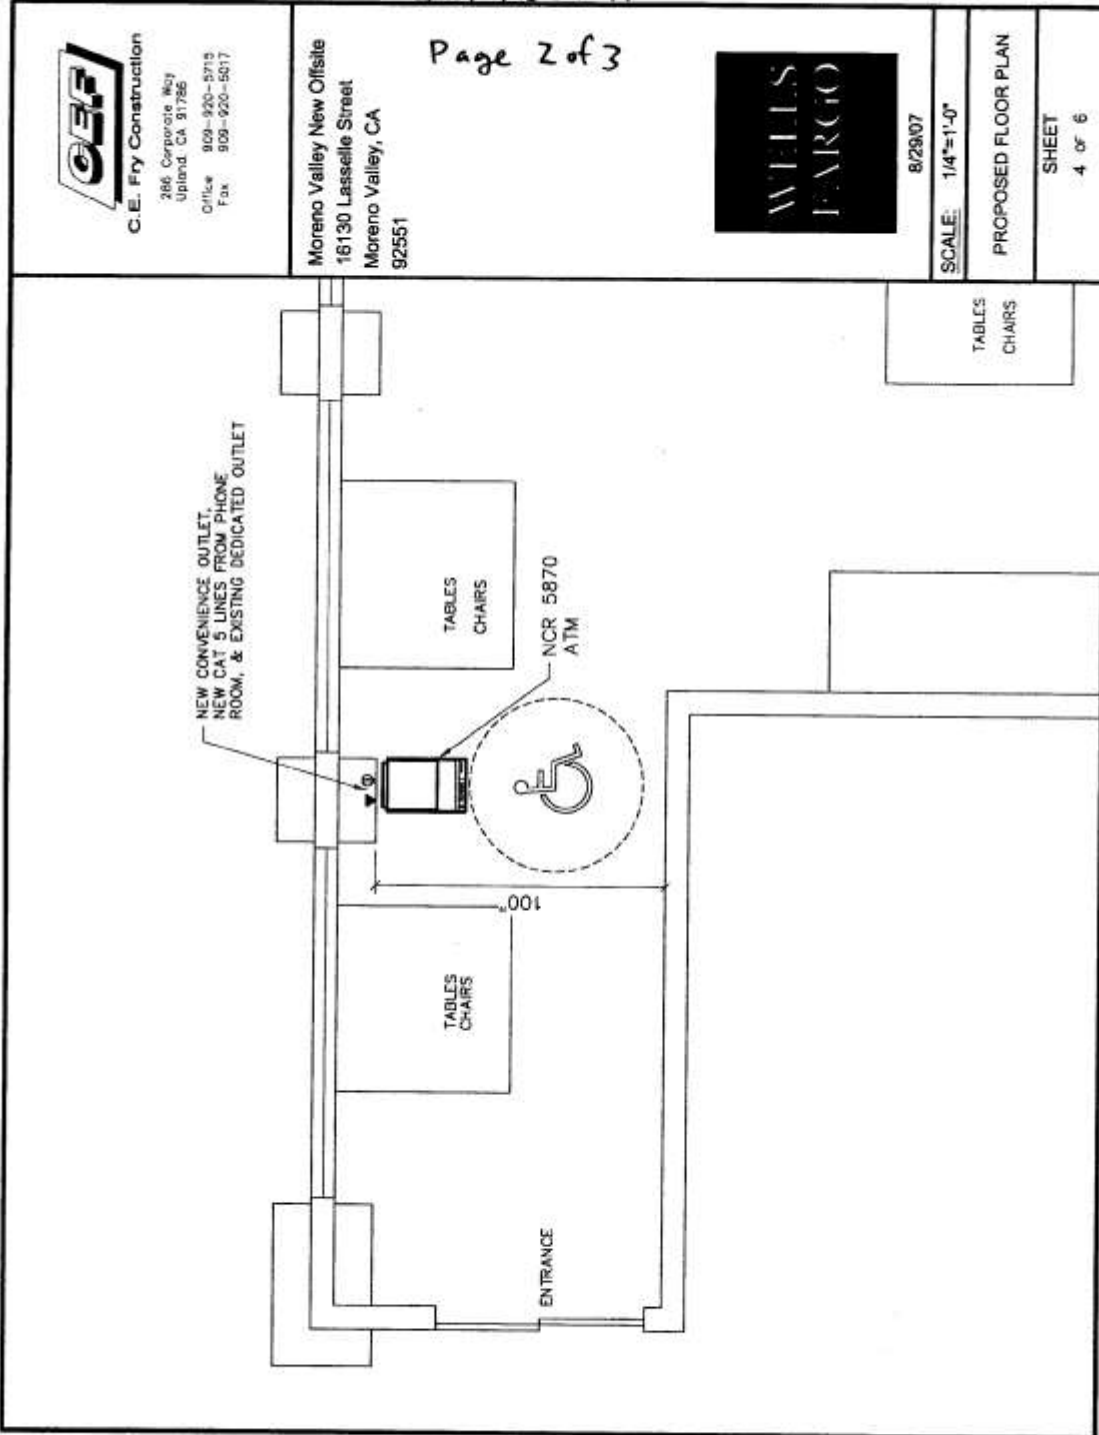 CEF
C.E. Fry Construction
286 Corporate Way
Upland, CA 91786
Office 909-920-5715
Fax 909-920-5017
Moreno Valley New Offsite
16130 Lasselle Street
Moreno Valley, CA
92551
Page 2 of 3
WELLS
FARGO
8/29/07
SCALE: 1/4"=1'-0"
PROPOSED FLOOR PLAN
SHEET
4 OF 6
NEW CONVENIENCE OUTLET,
NEW CAT 5 LINES FROM PHONE
ROOM, & EXISTING DEDICATED OUTLET
TABLES
CHAIRS
NCR 5870
ATM
100"
TABLES
CHAIRS
ENTRANCE
TABLES
CHAIRS